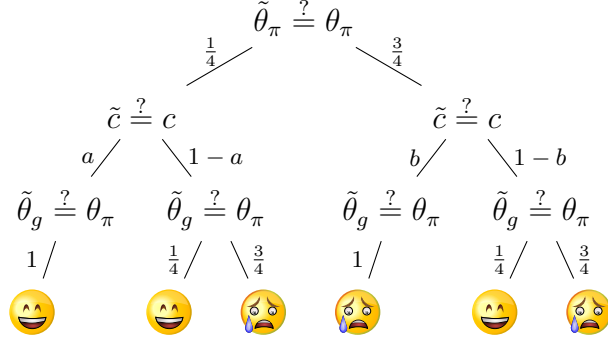 θ̃_π ≟ θ_π
1/4 3/4
c̃ ≟ c c̃ ≟ c
a 1 − a b 1 − b
θ̃_g ≟ θ_π θ̃_g ≟ θ_π θ̃_g ≟ θ_π θ̃_g ≟ θ_π
1 1/4 3/4 1 1/4 3/4